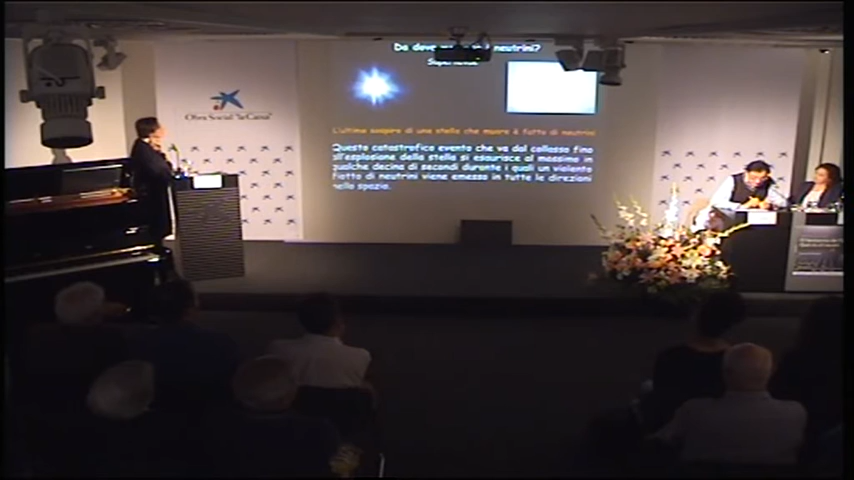 Da dove neutrini?
Supernovae
Obra Social "la Caixa"
L'ultimo sospiro di una stella che muore è fatto di neutrini
Questo catastrofico evento che va dal collasso fino
all'esplosione della stella si esaurisce al massimo in
qualche decina di secondi durante i quali un violento
fiotto di neutrini viene emesso in tutte le direzioni
nello spazio.